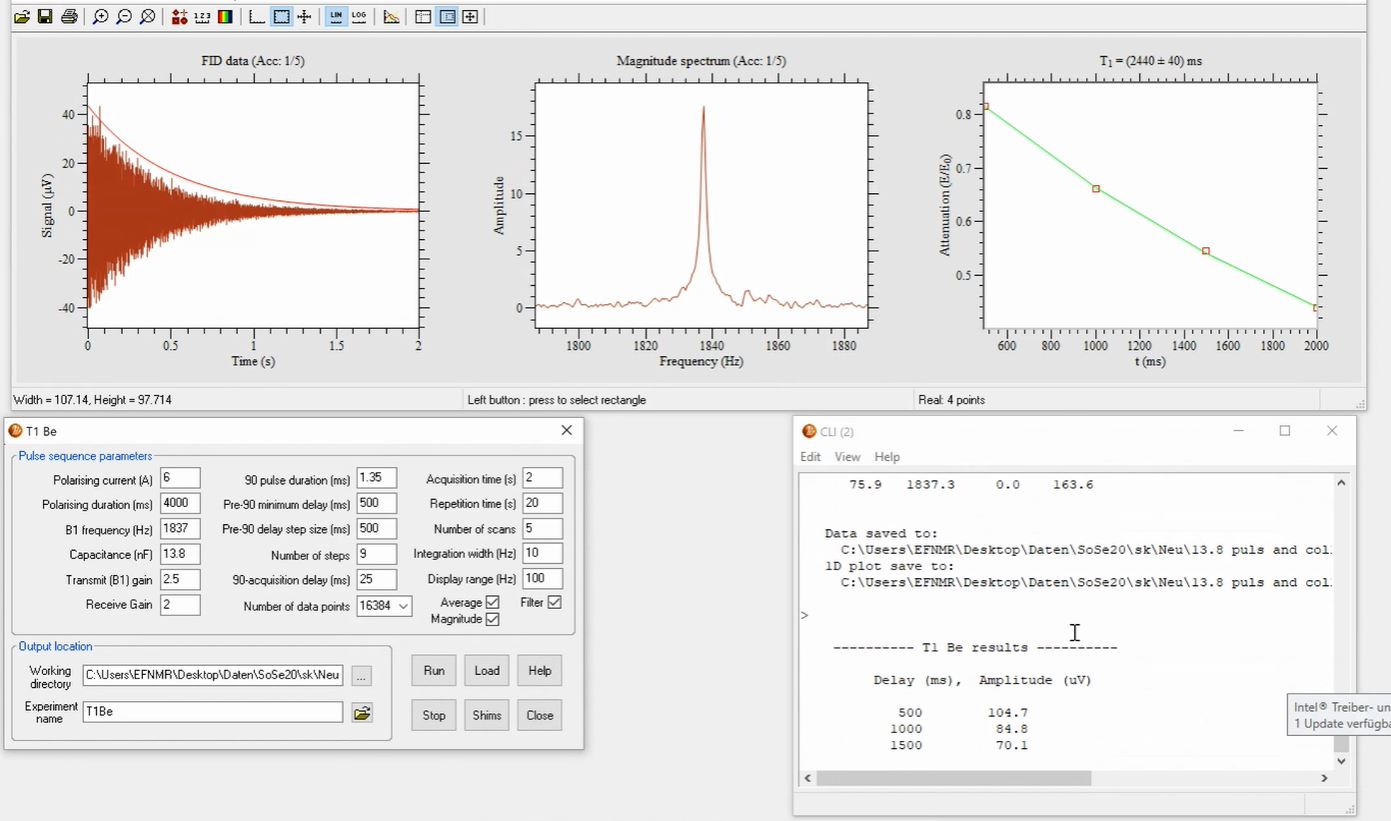 1 2 3
LIN LOG
FID data (Acc: 1/5)
Signal (µV)
40
20
0
-20
-40
0 0.5 1 1.5 2
Time (s)
Magnitude spectrum (Acc: 1/5)
Amplitude
15
10
5
0
1800 1820 1840 1860 1880
Frequency (Hz)
T1 = (2440 ± 40) ms
Attenuation (E/E0)
0.8
0.7
0.6
0.5
600 800 1000 1200 1400 1600 1800 2000
t (ms)
Width = 107.14, Height = 97.714
Left button : press to select rectangle
Real: 4 points
T1 Be
Pulse sequence parameters
Polarising current (A) 6
Polarising duration (ms) 4000
B1 frequency (Hz) 1837
Capacitance (nF) 13.8
Transmit (B1) gain 2.5
Receive Gain 2
90 pulse duration (ms) 1.35
Pre-90 minimum delay (ms) 500
Pre-90 delay step size (ms) 500
Number of steps 9
90-acquisition delay (ms) 25
Number of data points 16384
Acquisition time (s) 2
Repetition time (s) 20
Number of scans 5
Integration width (Hz) 10
Display range (Hz) 100
Average Filter
Magnitude
Output location
Working directory C:\Users\EFNMR\Desktop\Daten\SoSe20\sk\Neu ...
Experiment name T1Be
Run Load Help
Stop Shims Close
CLI (2)
Edit View Help
75.9 1837.3 0.0 163.6
Data saved to:
C:\Users\EFNMR\Desktop\Daten\SoSe20\sk\Neu\13.8 puls and col
1D plot save to:
C:\Users\EFNMR\Desktop\Daten\SoSe20\sk\Neu\13.8 puls and col
>
---------- T1 Be results ----------
Delay (ms), Amplitude (uV)
500 104.7
1000 84.8
1500 70.1
Intel® Treiber- un
1 Update verfügba